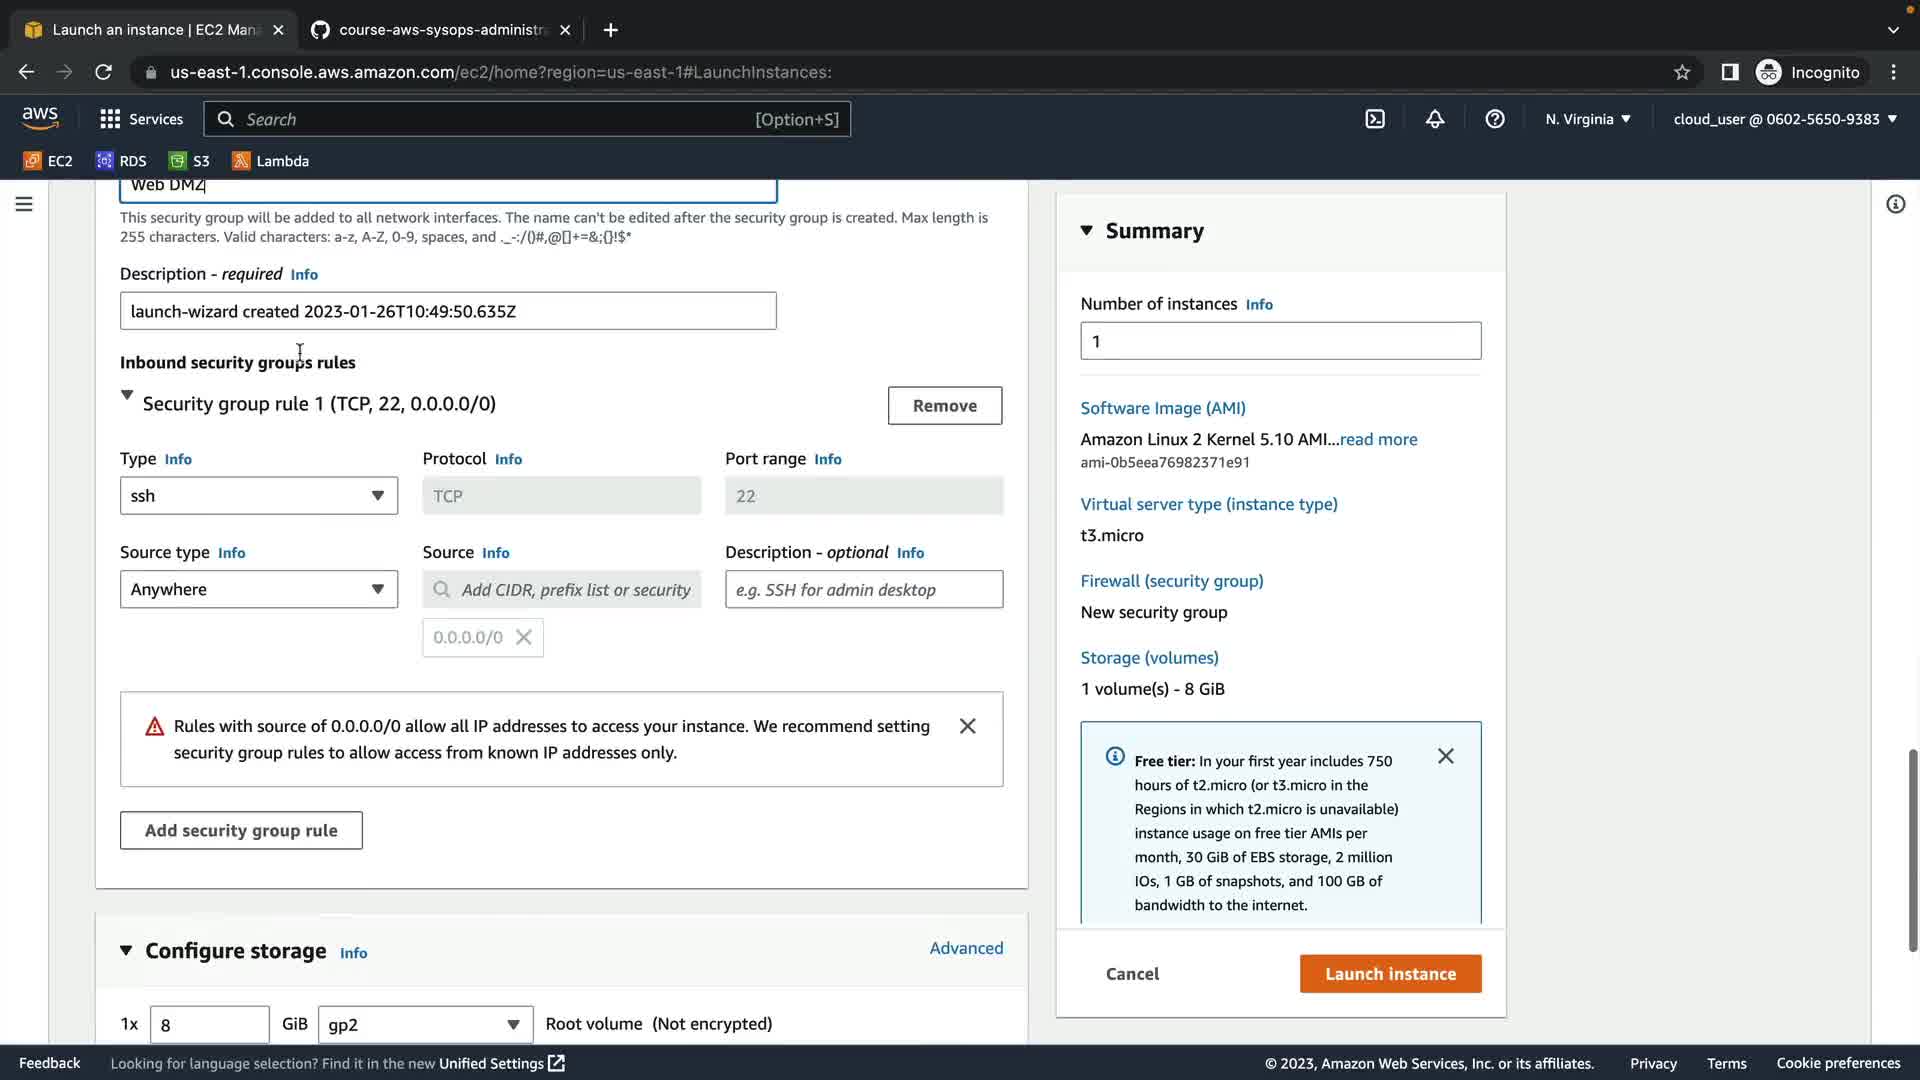 Launch an instance | EC2 Mana
course-aws-sysops-administra
us-east-1.console.aws.amazon.com/ec2/home?region=us-east-1#LaunchInstances:
Incognito
aws
Services
Search
[Option+S]
N. Virginia
cloud_user @ 0602-5650-9383
EC2
RDS
S3
Lambda
Web DMZ
This security group will be added to all network interfaces. The name can't be edited after the security group is created. Max length is
255 characters. Valid characters: a-z, A-Z, 0-9, spaces, and ._-:/()#,@[]+=&;{}!$*
Description - required Info
launch-wizard created 2023-01-26T10:49:50.635Z
Inbound security groups rules
Security group rule 1 (TCP, 22, 0.0.0.0/0)
Remove
Type Info
Protocol Info
Port range Info
ssh
TCP
22
Source type Info
Source Info
Description - optional Info
Anywhere
Add CIDR, prefix list or security
e.g. SSH for admin desktop
0.0.0.0/0
Rules with source of 0.0.0.0/0 allow all IP addresses to access your instance. We recommend setting
security group rules to allow access from known IP addresses only.
Add security group rule
Configure storage Info
Advanced
1x
8
GiB
gp2
Root volume (Not encrypted)
Summary
Number of instances Info
1
Software Image (AMI)
Amazon Linux 2 Kernel 5.10 AMI...read more
ami-0b5eea76982371e91
Virtual server type (instance type)
t3.micro
Firewall (security group)
New security group
Storage (volumes)
1 volume(s) - 8 GiB
Free tier: In your first year includes 750
hours of t2.micro (or t3.micro in the
Regions in which t2.micro is unavailable)
instance usage on free tier AMIs per
month, 30 GiB of EBS storage, 2 million
IOs, 1 GB of snapshots, and 100 GB of
bandwidth to the internet.
Cancel
Launch instance
Feedback
Looking for language selection? Find it in the new Unified Settings
© 2023, Amazon Web Services, Inc. or its affiliates.
Privacy
Terms
Cookie preferences